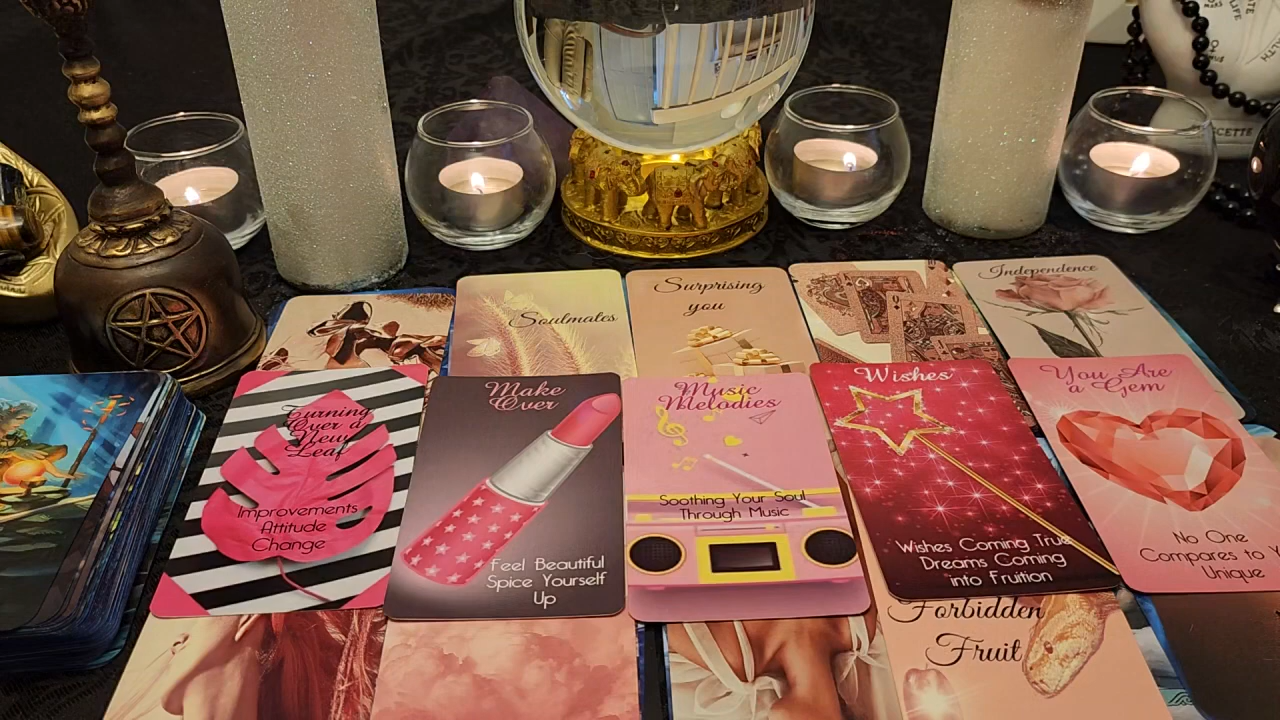 Soulmates
Surprising
you
Independence
Turning
Over a
New
Leaf
Improvements
Attitude
Change
Make
Over
Feel Beautiful
Spice Yourself
Up
Music
Melodies
Soothing Your Soul
Through Music
Wishes
Wishes Coming True
Dreams Coming
into Fruition
You Are
a Gem
No One
Compares to
Unique
Forbidden
Fruit